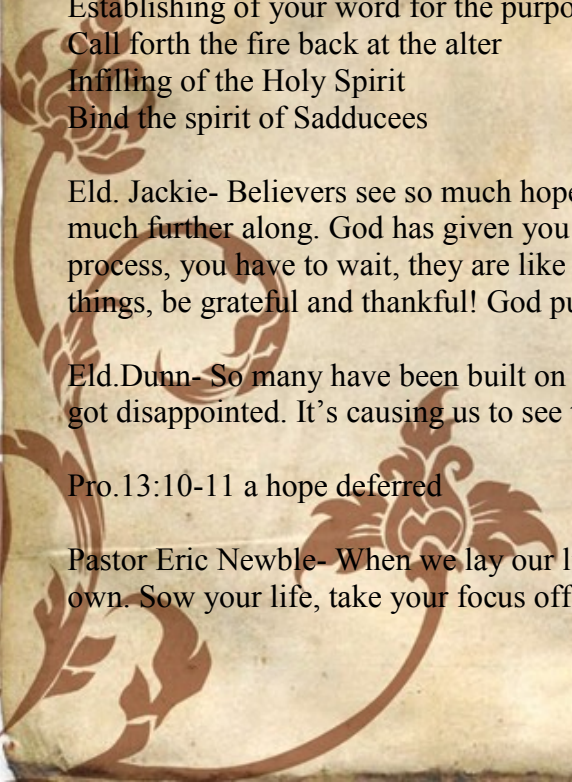 Establishing of your word for the purpo
Call forth the fire back at the alter
Infilling of the Holy Spirit
Bind the spirit of Sadducees
Eld. Jackie- Believers see so much hope
much further along. God has given you
process, you have to wait, they are like
things, be grateful and thankful! God pu
Eld.Dunn- So many have been built on
got disappointed. It's causing us to see
Pro.13:10-11 a hope deferred
Pastor Eric Newble- When we lay our l
own. Sow your life, take your focus off